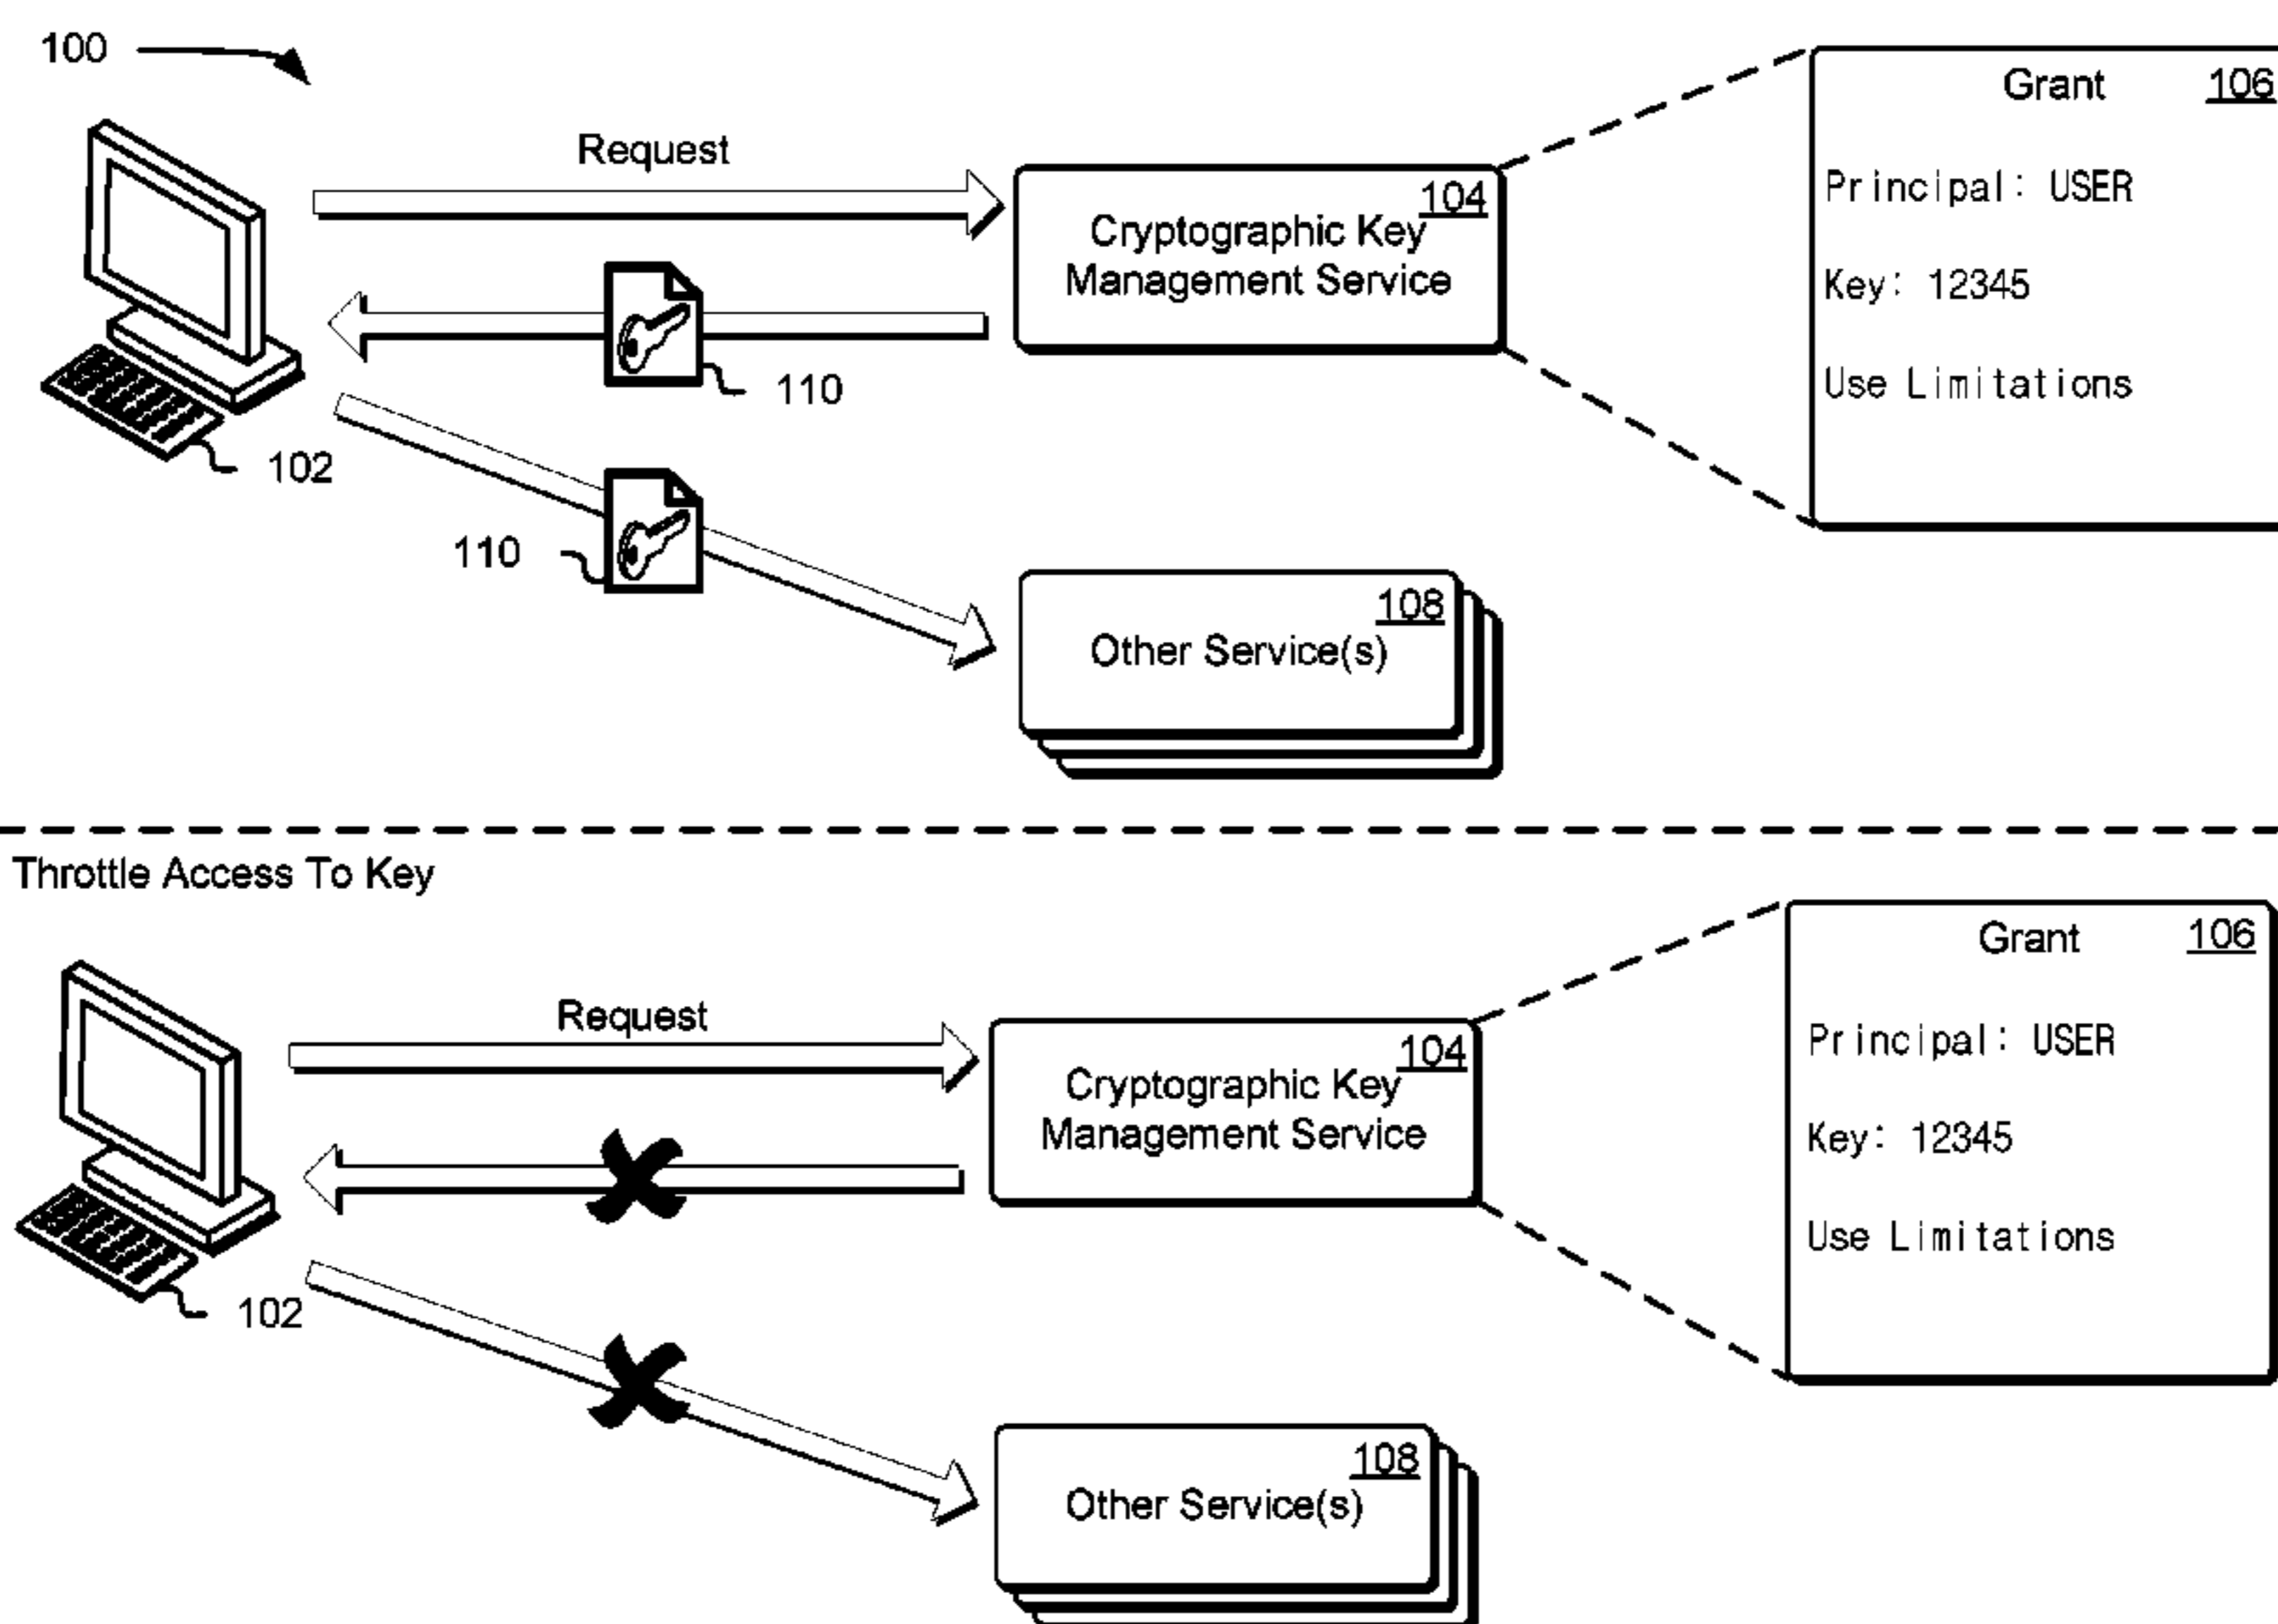 100
Request
104
Cryptographic Key
Management Service
Grant 106
Principal: USER
Key: 12345
Use Limitations
110
102
110
108
Other Service(s)
Throttle Access To Key
Request
104
Cryptographic Key
Management Service
Grant 106
Principal: USER
Key: 12345
Use Limitations
102
108
Other Service(s)